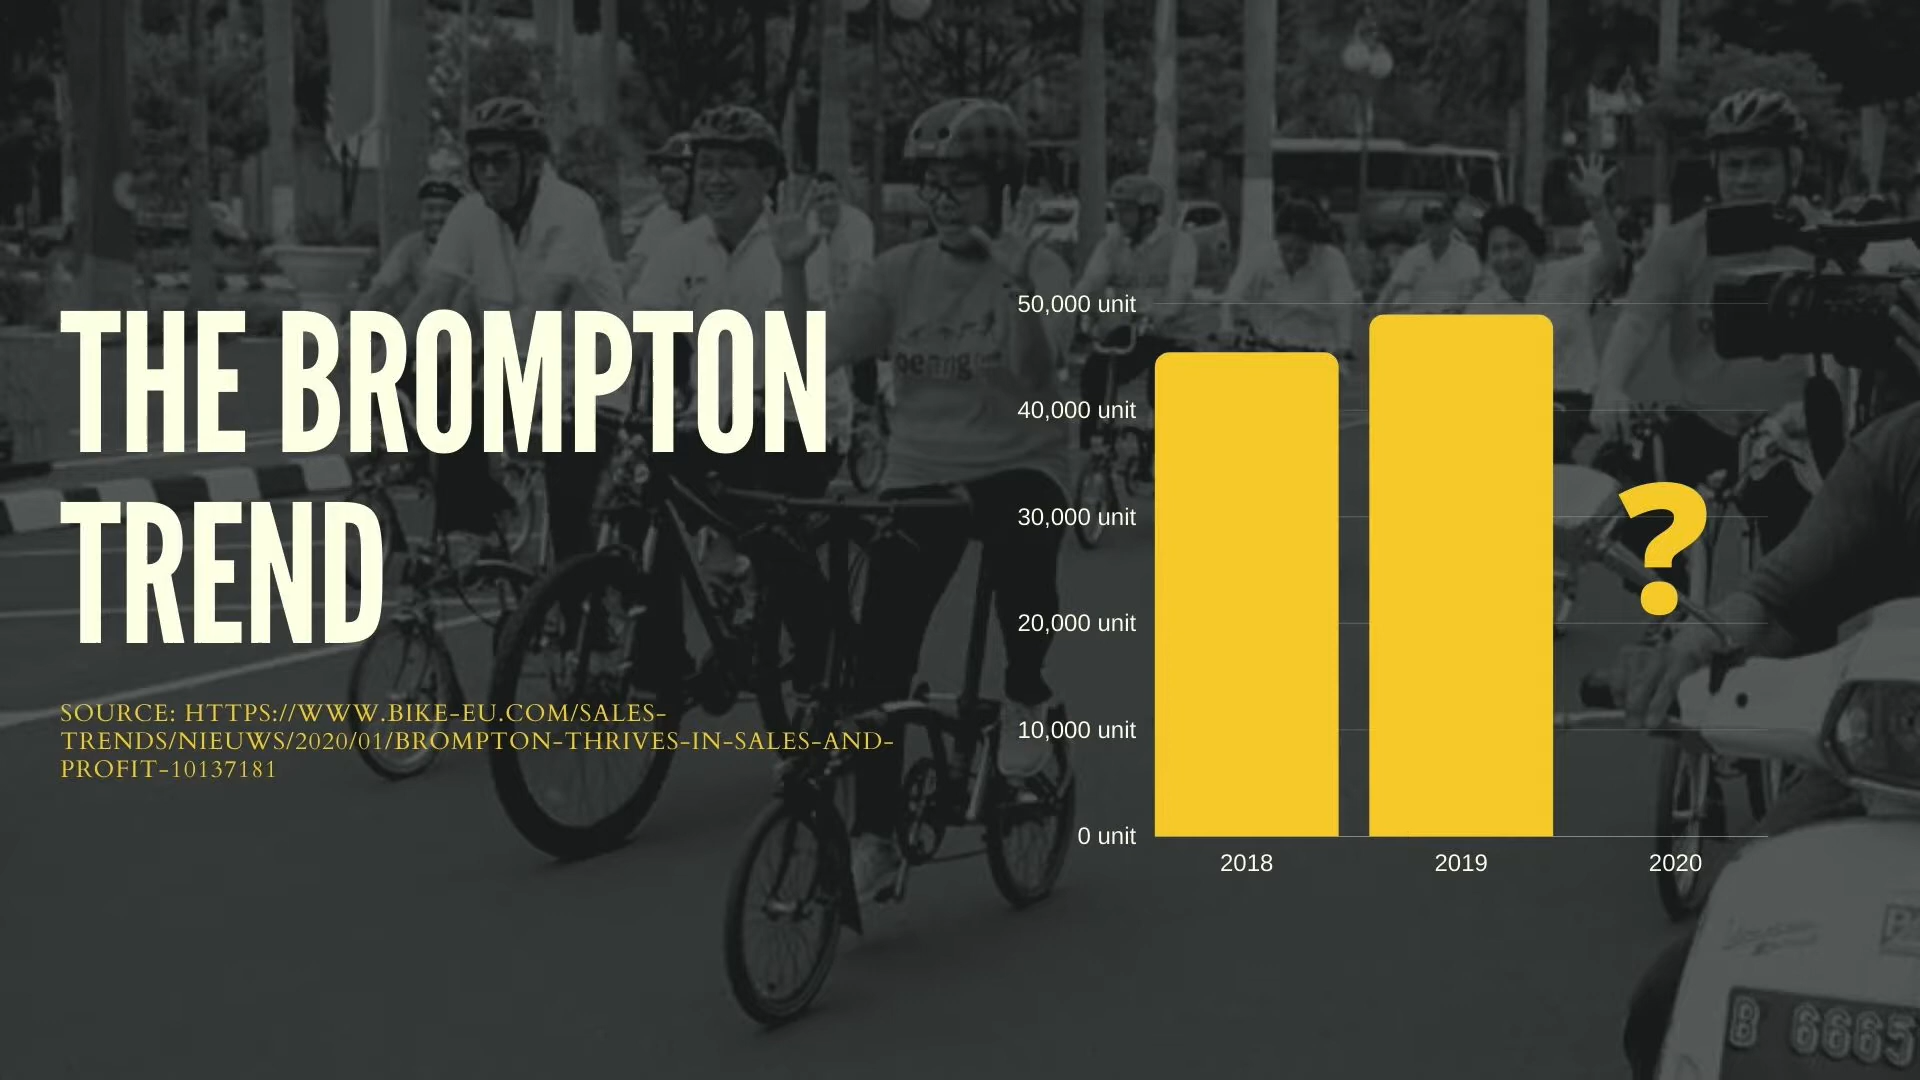 THE BROMPTON
TREND
SOURCE: HTTPS://WWW.BIKE-EU.COM/SALES-
TRENDS/NIEUWS/2020/01/BROMPTON-THRIVES-IN-SALES-AND-
PROFIT-10137181
50,000 unit
40,000 unit
30,000 unit
20,000 unit
10,000 unit
0 unit
?
2018
2019
2020
B 6665